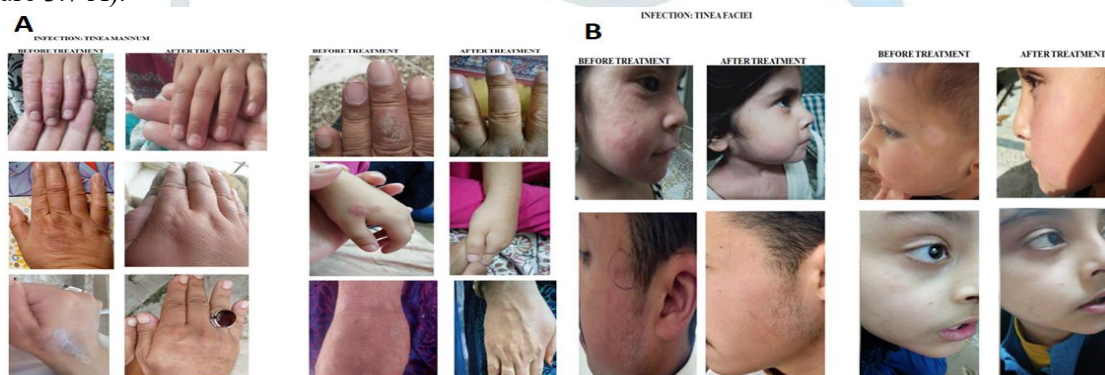 A
INFECTION: TINEA MANNUM
BEFORE TREATMENT AFTER TREATMENT BEFORE TREATMENT AFTER TREATMENT
INFECTION: TINEA FACIEI
B
BEFORE TREATMENT AFTER TREATMENT BEFORE TREATMENT AFTER TREATMENT